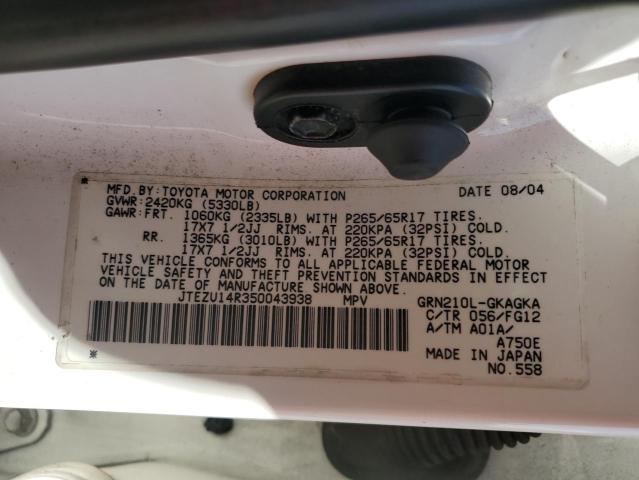 MFD.BY:TOYOTA MOTOR CORPORATION DATE 08/04
GVWR:2420KG (5330LB)
GAWR:FRT. 1060KG (2335LB) WITH P265/65R17 TIRES.
17X7 1/2JJ RIMS. AT 220KPA (32PSI) COLD.
RR. 1365KG (3010LB) WITH P265/65R17 TIRES.
17X7 1/2JJ RIMS. AT 220KPA (32PSI) COLD.
THIS VEHICLE CONFORMS TO ALL APPLICABLE FEDERAL MOTOR
VEHICLE SAFETY AND THEFT PREVENTION STANDARDS IN EFFECT
ON THE DATE OF MANUFACTURE SHOWN ABOVE.
JTEZU14R350043938 MPV GRN210L-GKAGKA
C/TR 056/FG12
A/TM A01A/
A750E
MADE IN JAPAN
NO.558